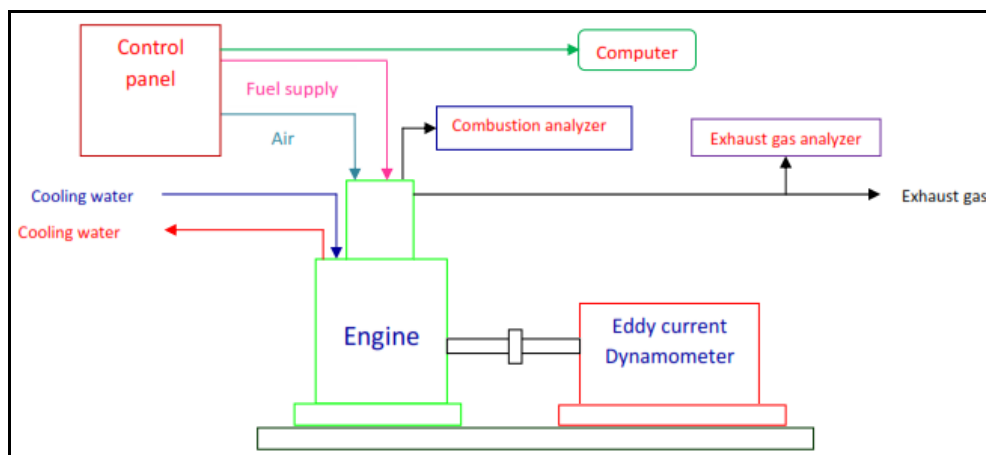 Control
panel
Computer
Fuel supply
Combustion analyzer
Air
Exhaust gas analyzer
Cooling water
Exhaust gas
Cooling water
Engine
Eddy current
Dynamometer